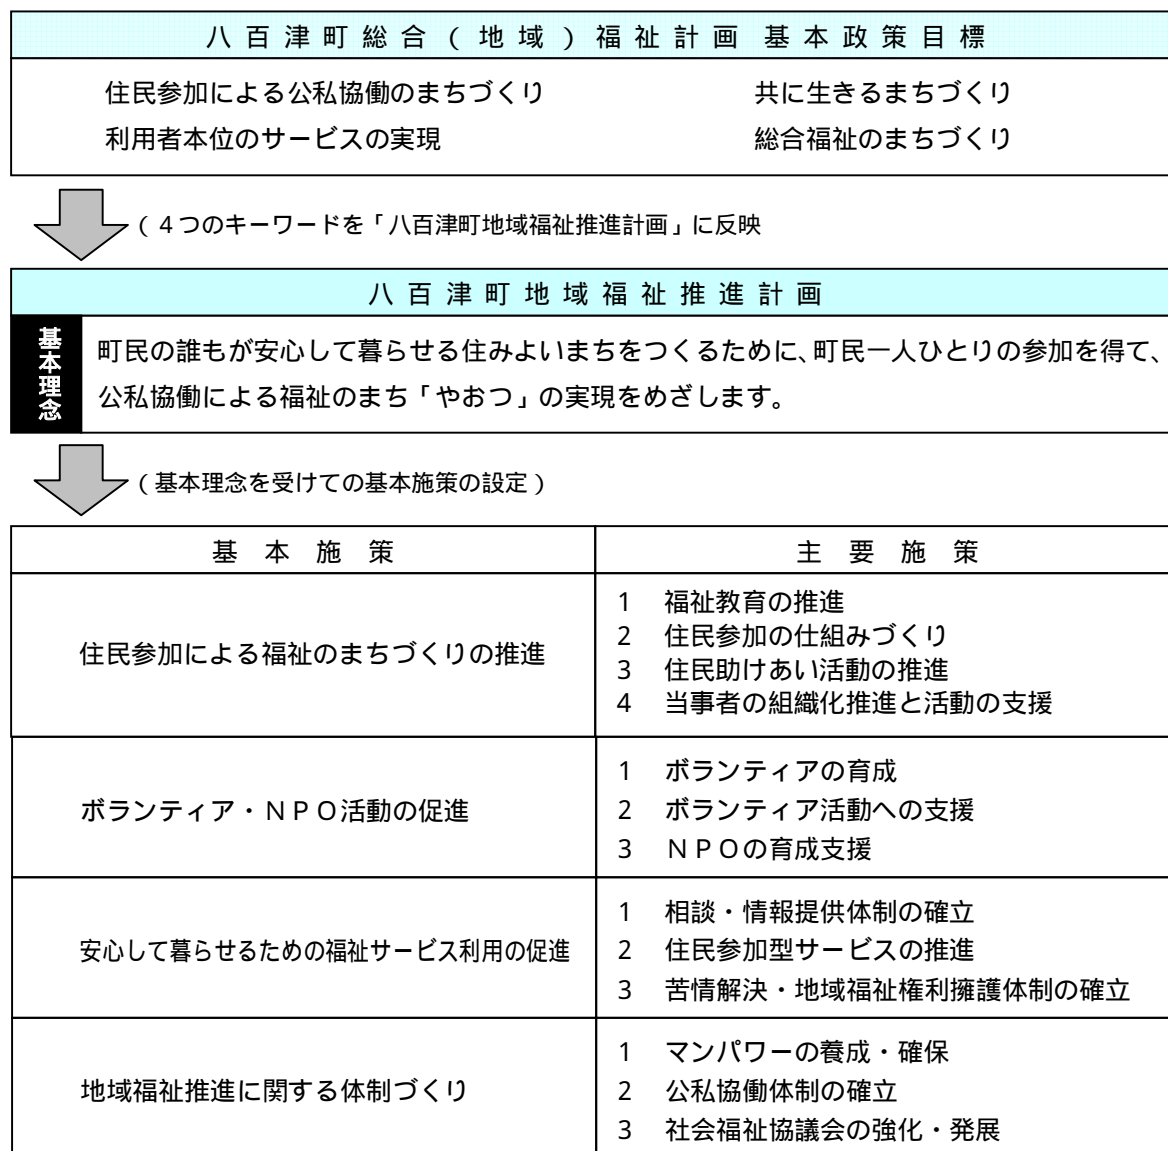 八百津町総合(地域)福祉計画 基本政策目標
住民参加による公私協働のまちづくり 共に生きるまちづくり
利用者本位のサービスの実現 総合福祉のまちづくり
(4つのキーワードを「八百津町地域福祉推進計画」に反映
八百津町地域福祉推進計画
基本理念
町民の誰もが安心して暮らせる住みよいまちをつくるために、町民一人ひとりの参加を得て、
公私協働による福祉のまち「やおつ」の実現をめざします。
(基本理念を受けての基本施策の設定)
基本施策 主要施策
住民参加による福祉のまちづくりの推進
1 福祉教育の推進
2 住民参加の仕組みづくり
3 住民助けあい活動の推進
4 当事者の組織化推進と活動の支援
ボランティア・NPO活動の促進
1 ボランティアの育成
2 ボランティア活動への支援
3 NPOの育成支援
安心して暮らせるための福祉サービス利用の促進
1 相談・情報提供体制の確立
2 住民参加型サービスの推進
3 苦情解決・地域福祉権利擁護体制の確立
地域福祉推進に関する体制づくり
1 マンパワーの養成・確保
2 公私協働体制の確立
3 社会福祉協議会の強化・発展